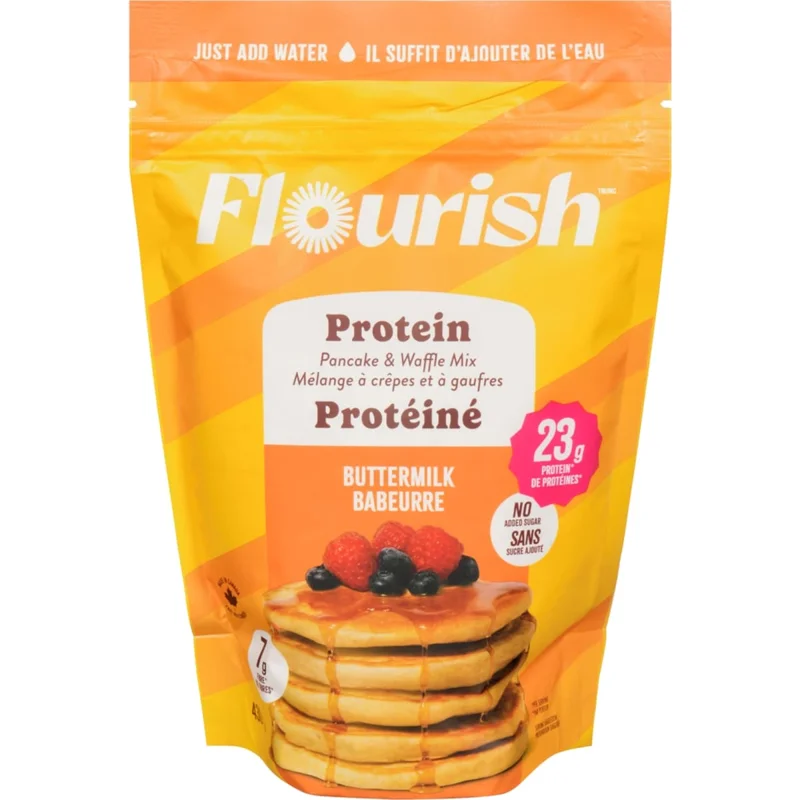 JUST ADD WATER IL SUFFIT D'AJOUTER DE L'EAU
Flourish
Protein
Pancake & Waffle Mix
Mélange à crêpes et à gaufres
Protéiné
23g
PROTEIN*
DE PROTÉINES*
BUTTERMILK
BABEURRE
NO
ADDED SUGAR
SANS
SUCRE AJOUTÉ
7g